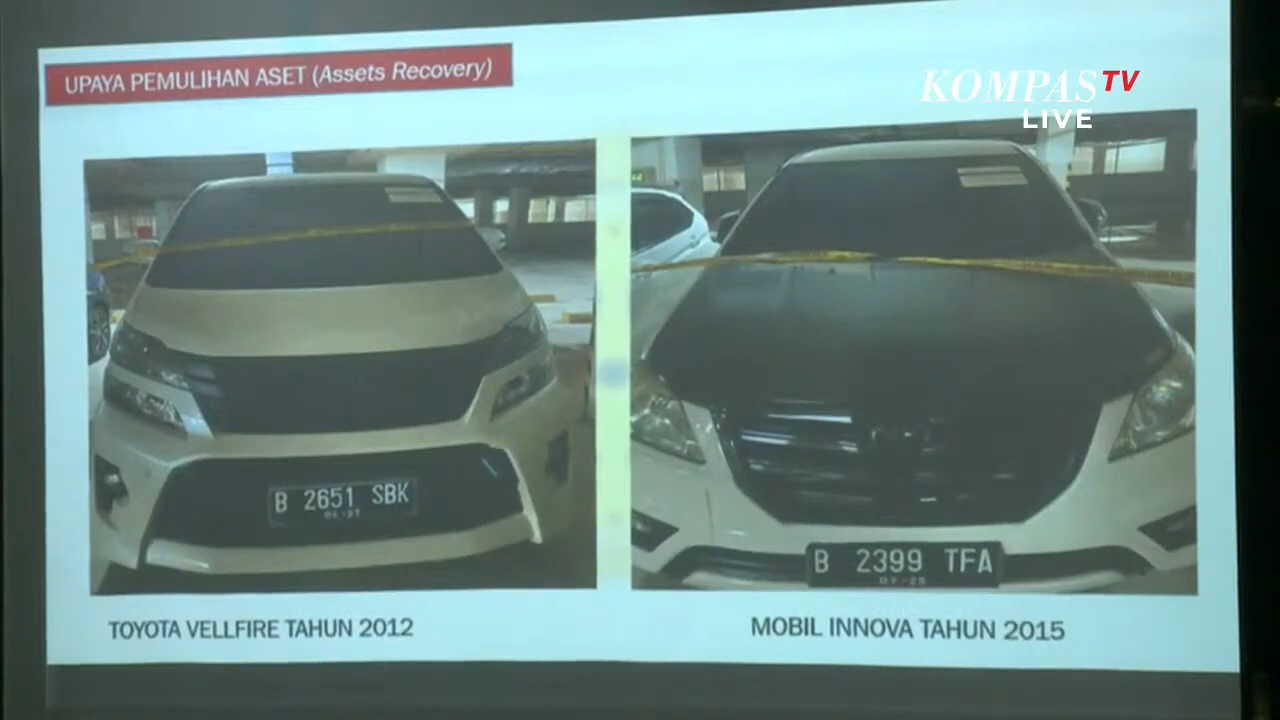 UPAYA PEMULIHAN ASET (Assets Recovery)
KOMPAS TV
LIVE
B 2651 SBK
B 2399 TFA
TOYOTA VELLFIRE TAHUN 2012
MOBIL INNOVA TAHUN 2015